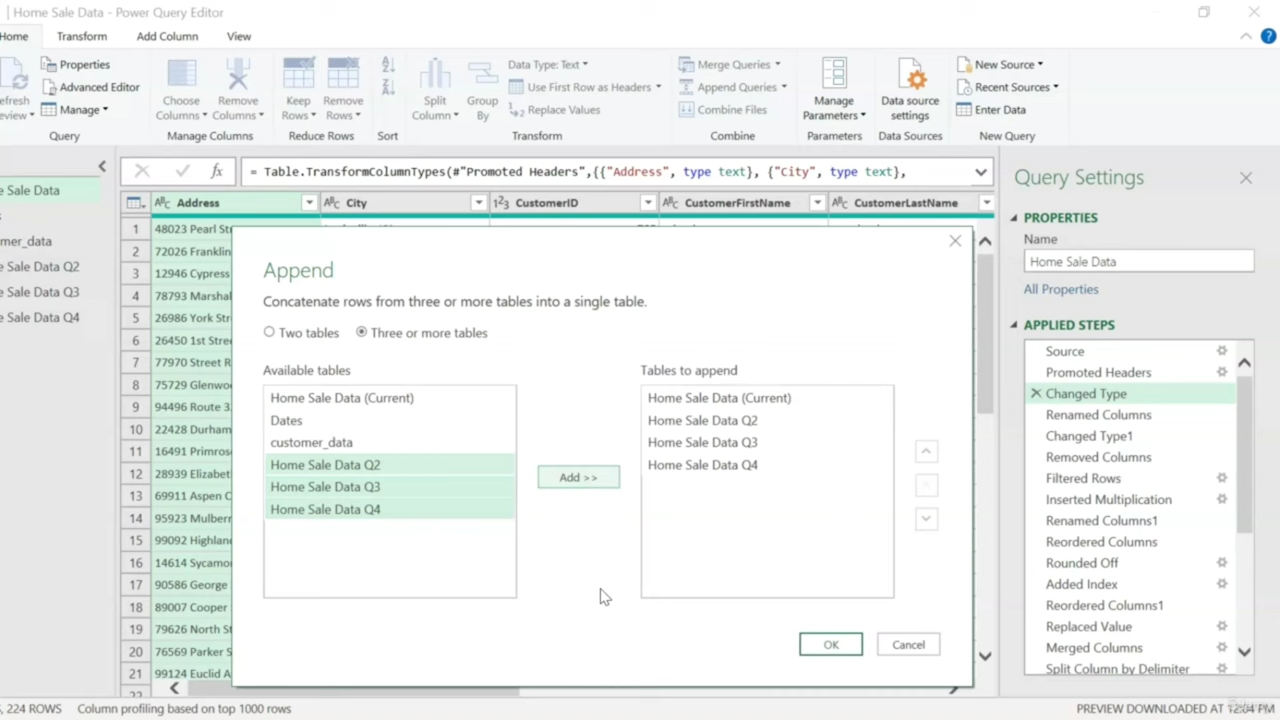 Home Sale Data - Power Query Editor
Home Transform Add Column View
Properties
Advanced Editor
Manage
Query
Choose Columns
Remove Columns
Manage Columns
Keep Rows
Remove Rows
Reduce Rows
Sort
Split Column
Group By
Data Type: Text
Use First Row as Headers
Replace Values
Transform
Merge Queries
Append Queries
Combine Files
Combine
Manage Parameters
Parameters
Data source settings
Data Sources
New Source
Recent Sources
Enter Data
New Query
fx = Table.TransformColumnTypes(#"Promoted Headers",{{"Address", type text}, {"City", type text},
Sale Data
mer_data
e Sale Data Q2
e Sale Data Q3
e Sale Data Q4
Address City CustomerID CustomerFirstName CustomerLastName
1 48023 Pearl St
2 72026 Franklin
3 12946 Cypress
4 78793 Marshal
5 26986 York Str
6 26450 1st Stree
7 77970 Street R
8 75729 Glenwo
9 94496 Route 3
10 22428 Durham
11 16491 Primros
12 28939 Elizabet
13 69911 Aspen C
14 95923 Mulberr
15 99092 Highlan
16 14614 Sycamo
17 90586 George
18 89007 Cooper
19 79626 North St
20 76569 Parker S
21 99124 Euclid A
22
Append
Concatenate rows from three or more tables into a single table.
Two tables Three or more tables
Available tables
Home Sale Data (Current)
Dates
customer_data
Home Sale Data Q2
Home Sale Data Q3
Home Sale Data Q4
Add >>
Tables to append
Home Sale Data (Current)
Home Sale Data Q2
Home Sale Data Q3
Home Sale Data Q4
OK Cancel
Query Settings
PROPERTIES
Name
Home Sale Data
All Properties
APPLIED STEPS
Source
Promoted Headers
Changed Type
Renamed Columns
Changed Type1
Removed Columns
Filtered Rows
Inserted Multiplication
Renamed Columns1
Reordered Columns
Rounded Off
Added Index
Reordered Columns1
Replaced Value
Merged Columns
Split Column by Delimiter
, 224 ROWS Column profiling based on top 1000 rows
PREVIEW DOWNLOADED AT 12:04 PM